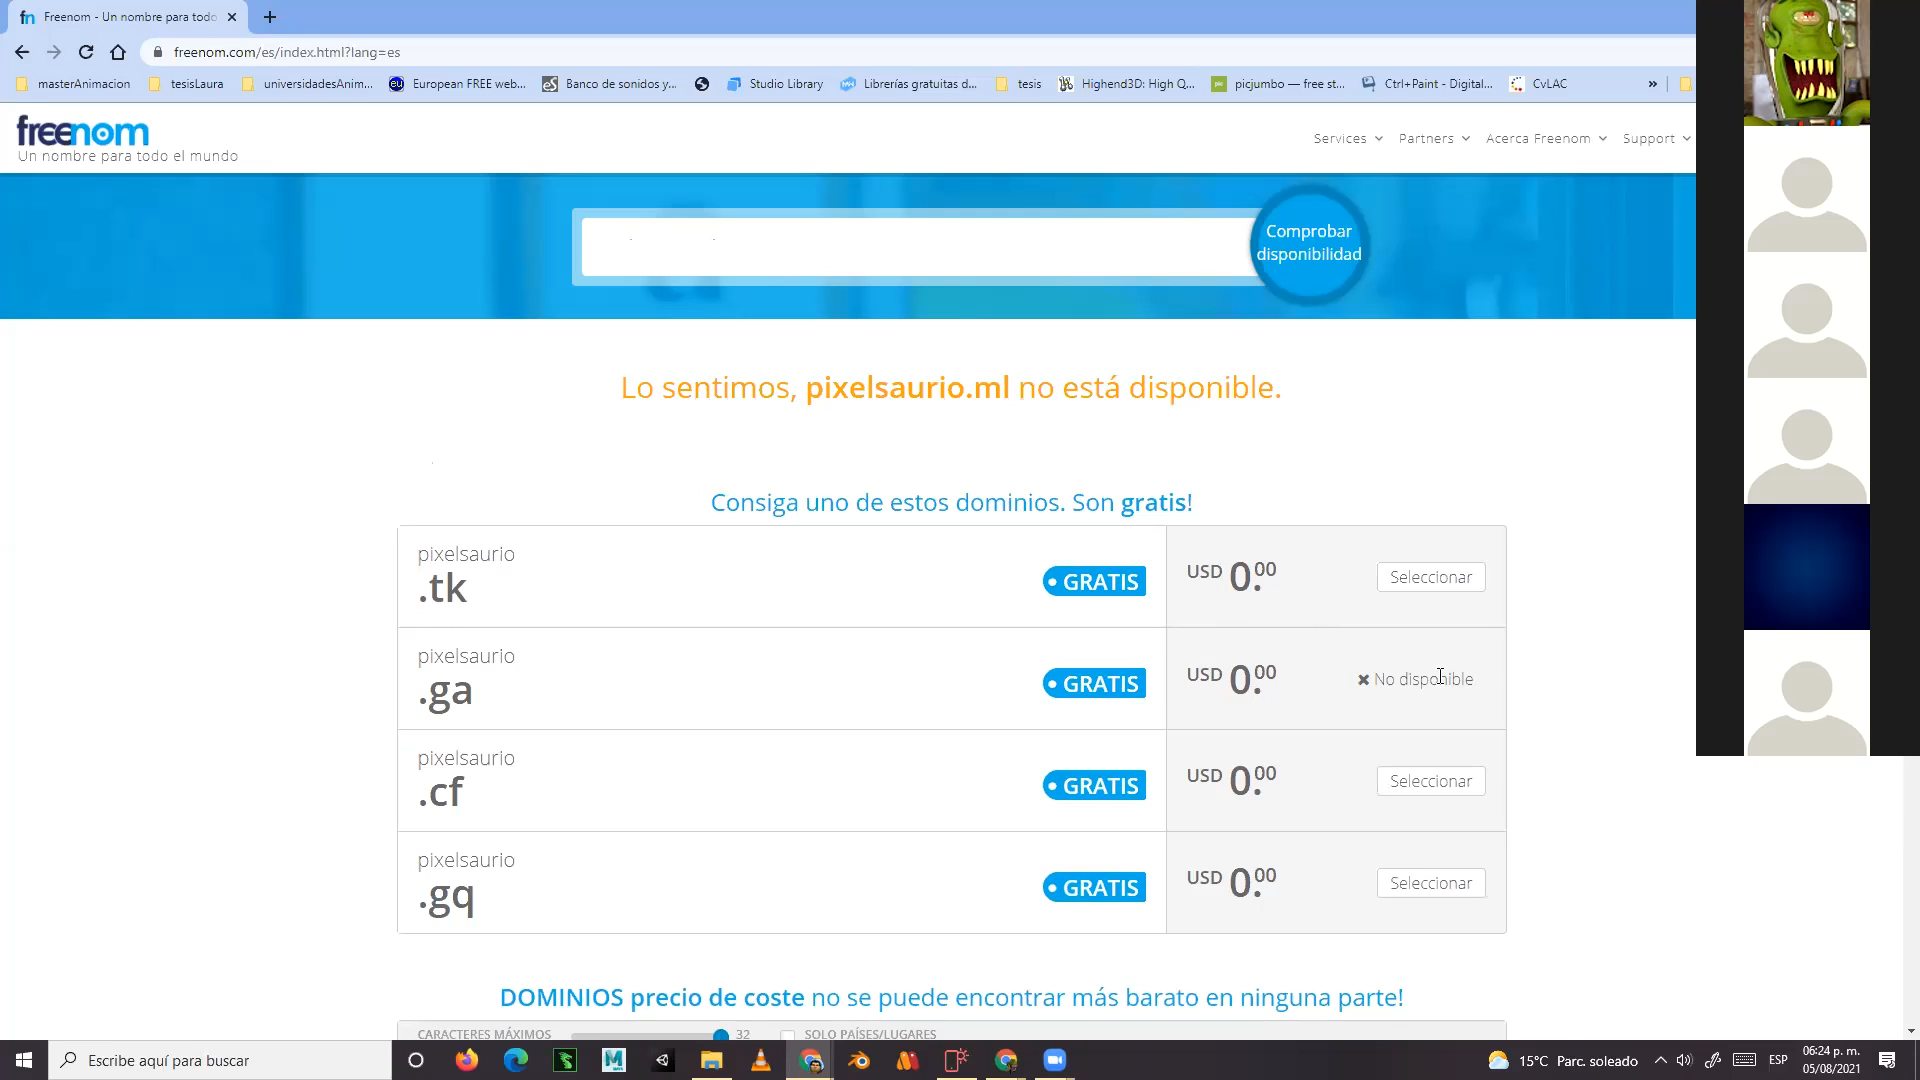 Freenom - Un nombre para todo
freenom.com/es/index.html?lang=es
masterAnimacion
tesisLaura
universidadesAnim...
European FREE web...
Banco de sonidos y...
Studio Library
Librerías gratuitas d...
tesis
Highend3D: High Q...
picjumbo — free st...
Ctrl+Paint - Digital...
CvLAC
»
freenom
Un nombre para todo el mundo
Services
Partners
Acerca Freenom
Support
Comprobar
disponibilidad
Lo sentimos, pixelsaurio.ml no está disponible.
Consiga uno de estos dominios. Son gratis!
pixelsaurio
.tk
GRATIS
USD 0.00
Seleccionar
pixelsaurio
.ga
GRATIS
USD 0.00
No disponible
pixelsaurio
.cf
GRATIS
USD 0.00
Seleccionar
pixelsaurio
.gq
GRATIS
USD 0.00
Seleccionar
DOMINIOS precio de coste no se puede encontrar más barato en ninguna parte!
CARACTERES MÁXIMOS
32
SOLO PAÍSES/LUGARES
Escribe aquí para buscar
15°C Parc. soleado
ESP
06:24 p. m.
05/08/2021